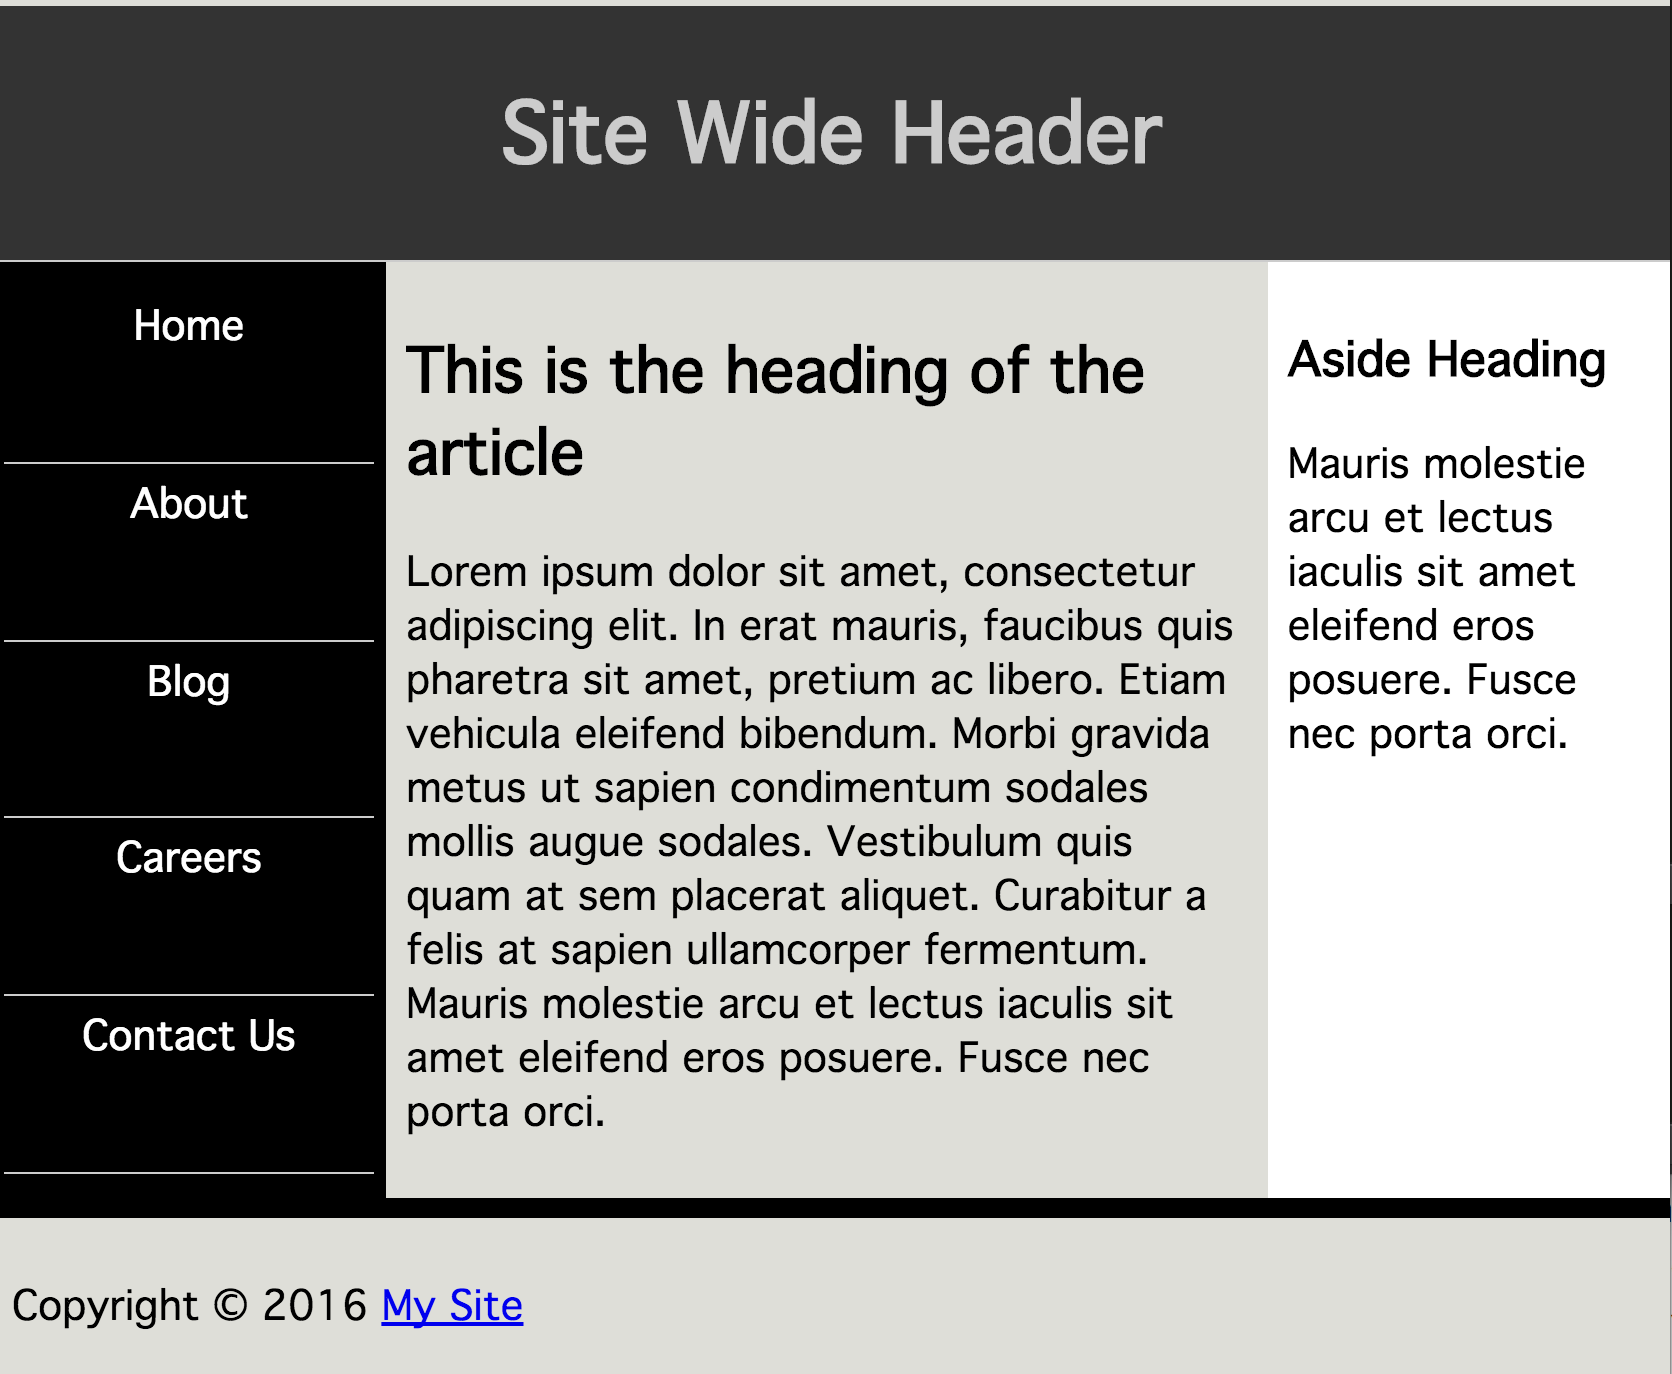 Site Wide Header
Home
About
Blog
Careers
Contact Us
This is the heading of the
article
Lorem ipsum dolor sit amet, consectetur
adipiscing elit. In erat mauris, faucibus quis
pharetra sit amet, pretium ac libero. Etiam
vehicula eleifend bibendum. Morbi gravida
metus ut sapien condimentum sodales
mollis augue sodales. Vestibulum quis
quam at sem placerat aliquet. Curabitur a
felis at sapien ullamcorper fermentum.
Mauris molestie arcu et lectus iaculis sit
amet eleifend eros posuere. Fusce nec
porta orci.
Aside Heading
Mauris molestie
arcu et lectus
iaculis sit amet
eleifend eros
posuere. Fusce
nec porta orci.
Copyright © 2016 My Site